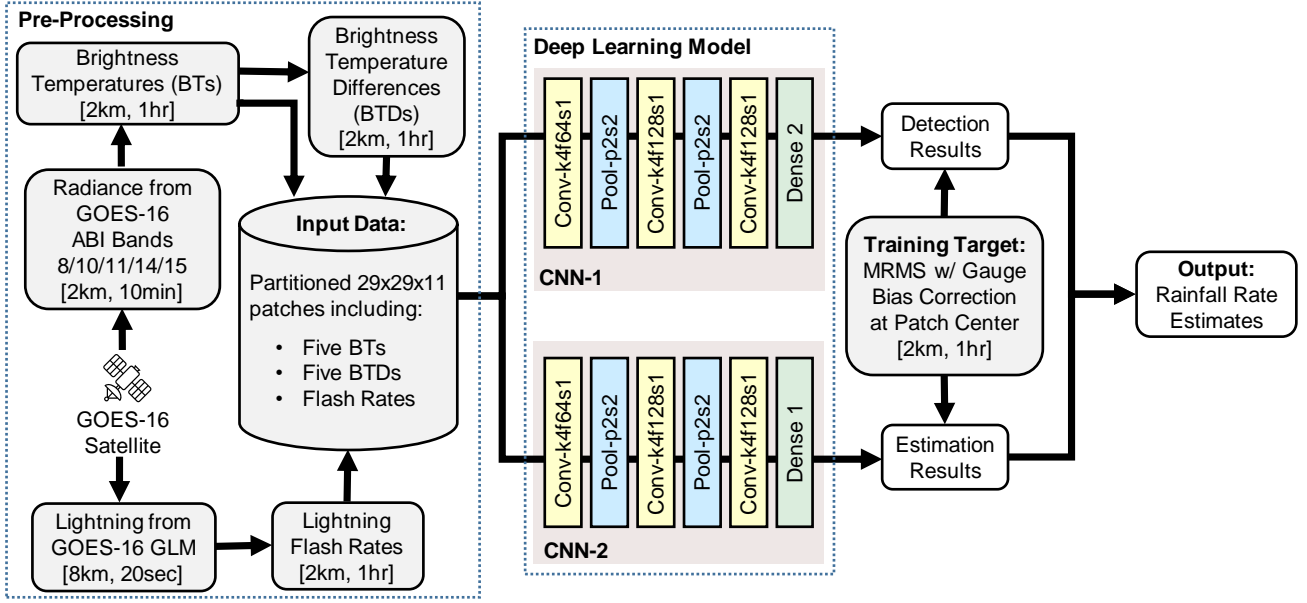 Pre-Processing
Brightness
Temperatures (BTs)
[2km, 1hr]
Brightness
Temperature
Differences
(BTDs)
[2km, 1hr]
Radiance from
GOES-16
ABI Bands
8/10/11/14/15
[2km, 10min]
GOES-16
Satellite
Lightning from
GOES-16 GLM
[8km, 20sec]
Lightning
Flash Rates
[2km, 1hr]
Input Data:
Partitioned 29x29x11
patches including:
• Five BTs
• Five BTDs
• Flash Rates
Deep Learning Model
Conv-k4f64s1
Pool-p2s2
Conv-k4f128s1
Pool-p2s2
Conv-k4f128s1
Dense 2
CNN-1
Conv-k4f64s1
Pool-p2s2
Conv-k4f128s1
Pool-p2s2
Conv-k4f128s1
Dense 1
CNN-2
Detection
Results
Training Target:
MRMS w/ Gauge
Bias Correction
at Patch Center
[2km, 1hr]
Estimation
Results
Output:
Rainfall Rate
Estimates